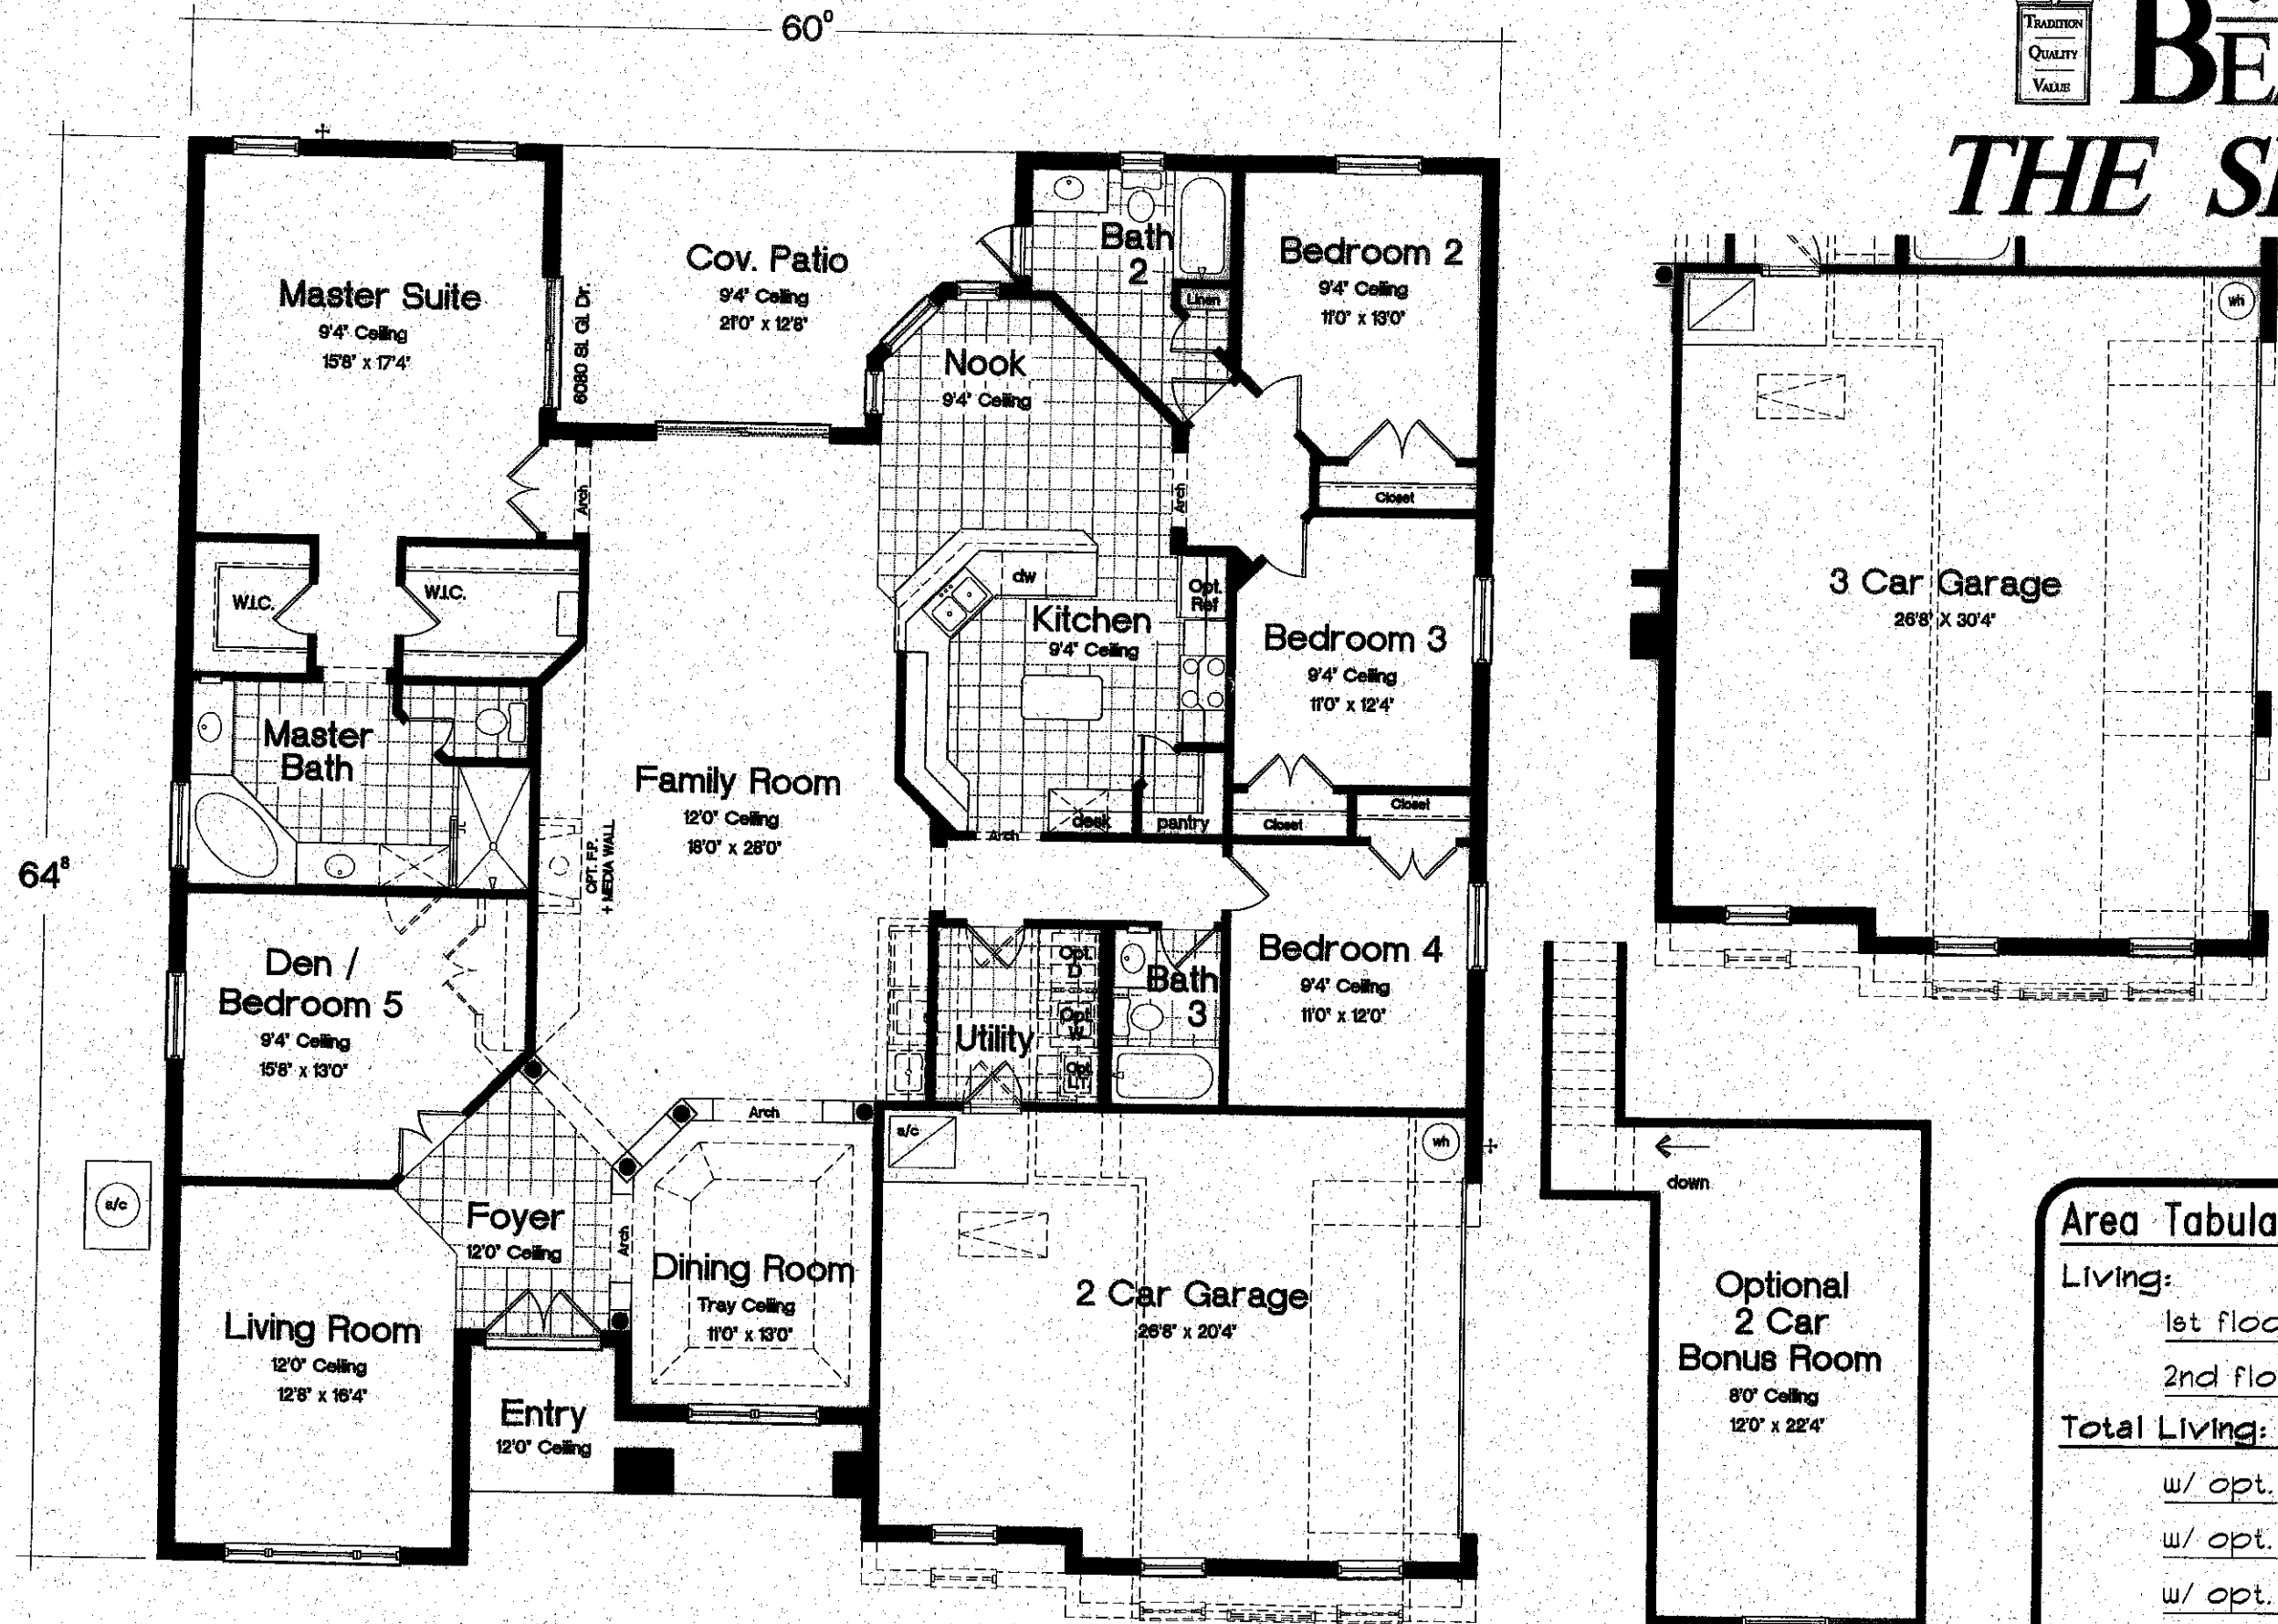 60⁰
TRADITION
QUALITY
VALUE
THE
Master Suite
9'4" Ceiling
15'8" x 17'4"
Cov. Patio
9'4" Ceiling
21'0" x 12'8"
6080 SL GL Dr.
Bath
2
Linen
Bedroom 2
9'4" Ceiling
11'0" x 13'0"
Nook
9'4" Ceiling
Arch
Arch
Closet
W.I.C.
W.I.C.
dw
Opt.
Ref
Kitchen
9'4" Ceiling
Bedroom 3
9'4" Ceiling
11'0" x 12'4"
Master
Bath
Family Room
12'0" Ceiling
18'0" x 28'0"
OPT. F.P.
+ MEDIA WALL
desk
pantry
Arch
Closet
Closet
64⁸
Den /
Bedroom 5
9'4" Ceiling
15'8" x 13'0"
Utility
Opt.
D
Opt
W
Opt
L.T.
Bath
3
Bedroom 4
9'4" Ceiling
11'0" x 12'0"
Arch
a/c
wh
a/c
Foyer
12'0" Ceiling
Arch
Dining Room
Tray Ceiling
11'0" x 13'0"
2 Car Garage
26'8" x 20'4"
Living Room
12'0" Ceiling
12'8" x 16'4"
Entry
12'0" Ceiling
wh
3 Car Garage
26'8" X 30'4"
down
Optional
2 Car
Bonus Room
8'0" Ceiling
12'0" x 22'4"
Area Tabula
Living:
1st floo
2nd flo
Total Living:
w/ opt.
w/ opt.
w/ opt.